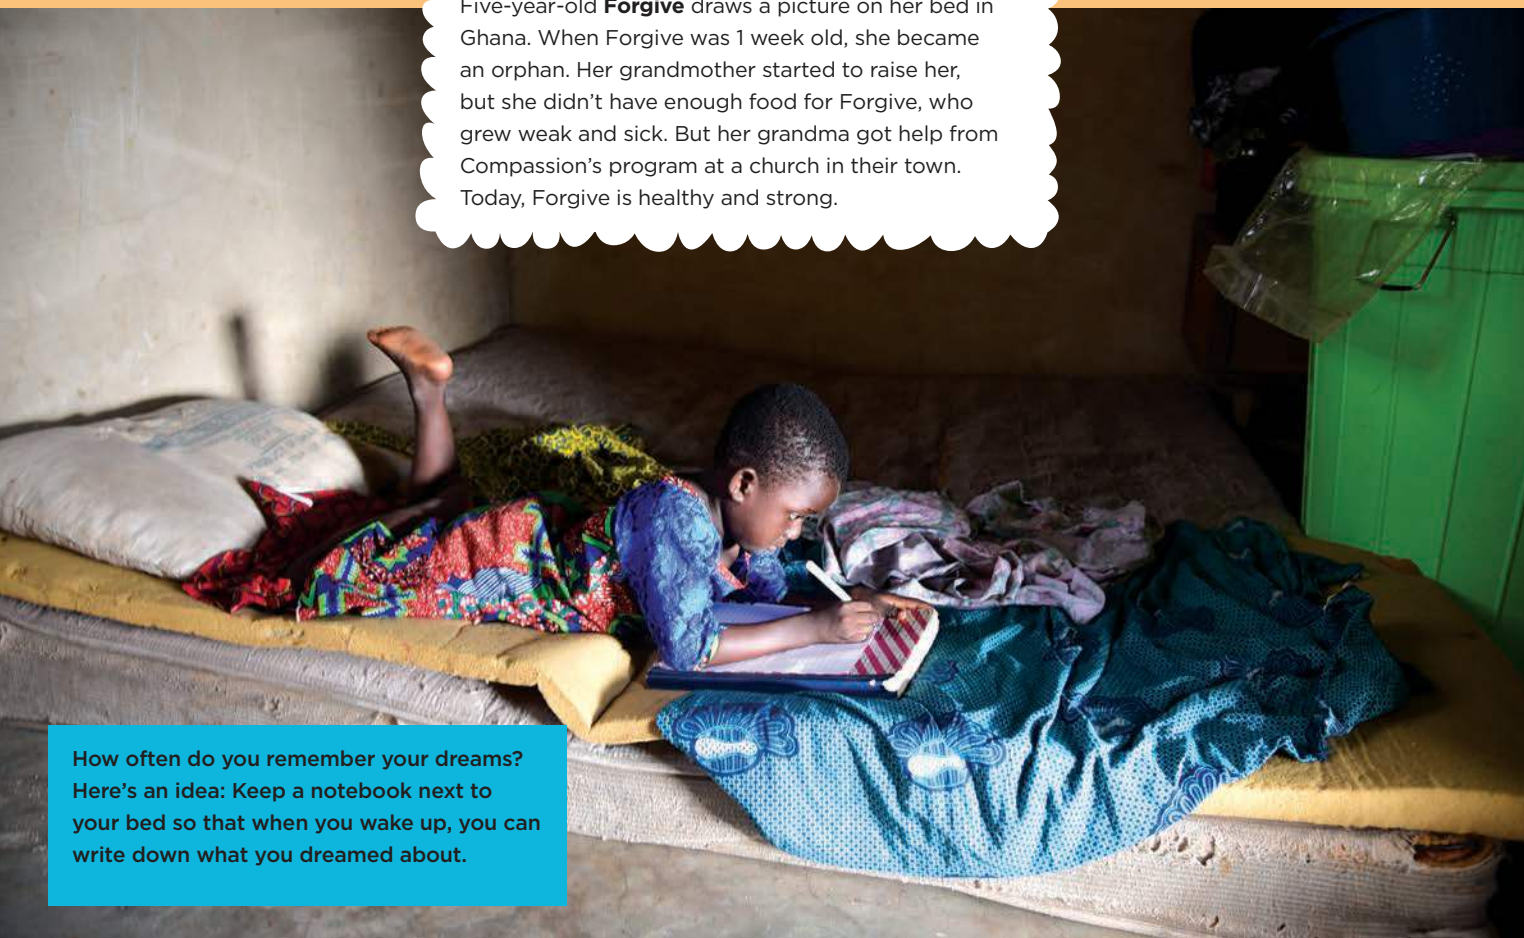 Five-year-old Forgive draws a picture on her bed in
Ghana. When Forgive was 1 week old, she became
an orphan. Her grandmother started to raise her,
but she didn’t have enough food for Forgive, who
grew weak and sick. But her grandma got help from
Compassion’s program at a church in their town.
Today, Forgive is healthy and strong.
How often do you remember your dreams?
Here’s an idea: Keep a notebook next to
your bed so that when you wake up, you can
write down what you dreamed about.